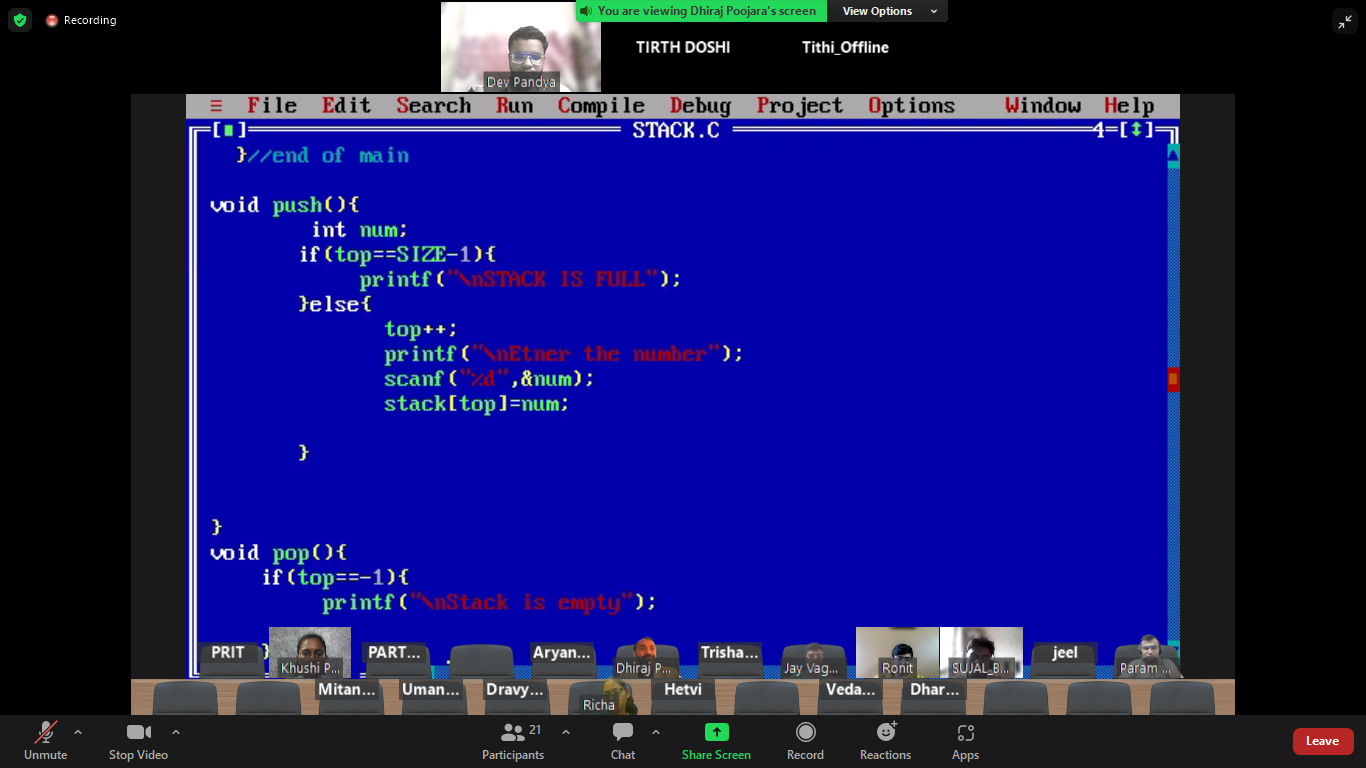 Recording
You are viewing Dhiraj Poojara's screen View Options
Dev Pandya
TIRTH DOSHI
Tithi_Offline
≡ File Edit Search Run Compile Debug Project Options Window Help
[■] STACK.C 4=[↕]
}//end of main
void push(){
int num;
if(top==SIZE-1){
printf("\nSTACK IS FULL");
}else{
top++;
printf("\nEtner the number");
scanf("%d",&num);
stack[top]=num;
}
}
void pop(){
if(top==-1){
printf("\nStack is empty");
}
PRIT
Khushi P...
PART...
.
Aryan...
Dhiraj P...
Trisha...
Jay Vag...
Ronit
SUJAL_B...
jeel
Param ...
Mitan...
Uman...
Dravy...
Richa
Hetvi
Veda...
Dhar...
Unmute
Stop Video
Participants 21
Chat
Share Screen
Record
Reactions
Apps
Leave